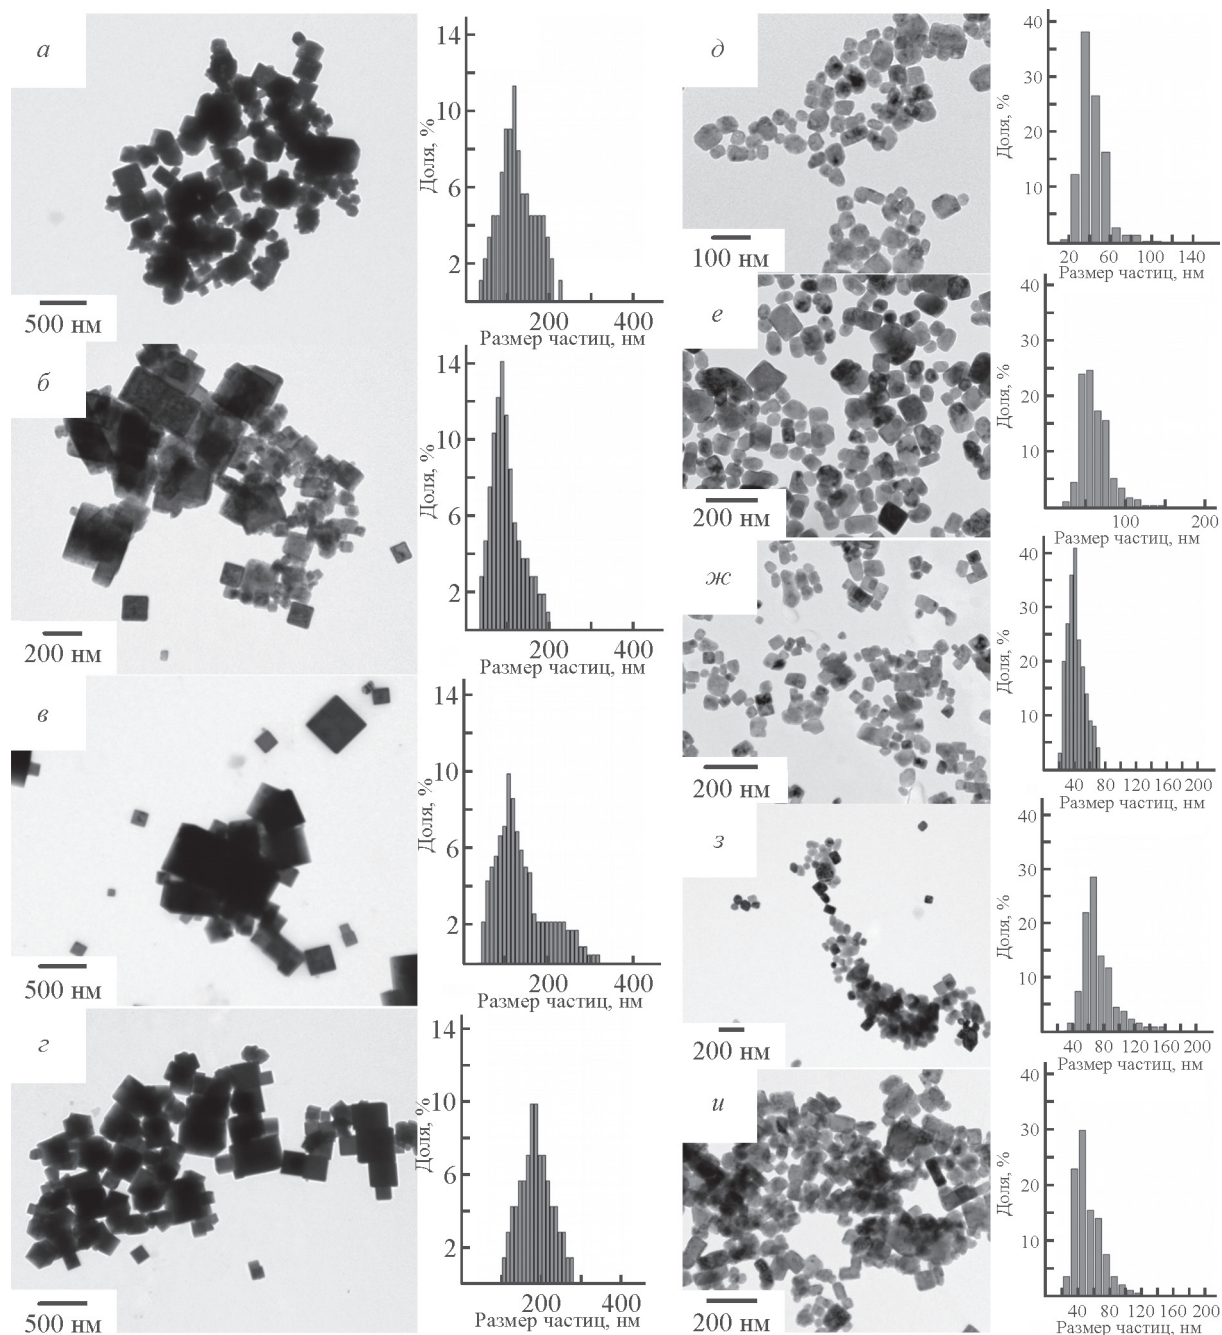 а
500 нм
14
10
6
2
Доля, %
200 400
Размер частиц, нм
б
200 нм
14
10
6
2
Доля, %
200 400
Размер частиц, нм
в
500 нм
14
10
6
2
Доля, %
200 400
Размер частиц, нм
г
500 нм
14
10
6
2
Доля, %
200 400
Размер частиц, нм
д
100 нм
40
30
20
10
Доля, %
20 60 100 140
Размер частиц, нм
е
200 нм
40
30
20
10
Доля, %
100 200
Размер частиц, нм
ж
200 нм
40
30
20
10
Доля, %
40 80 120 160 200
Размер частиц, нм
з
200 нм
40
30
20
10
Доля, %
40 80 120 160 200
Размер частиц, нм
и
200 нм
40
30
20
10
Доля, %
40 80 120 160 200
Размер частиц, нм